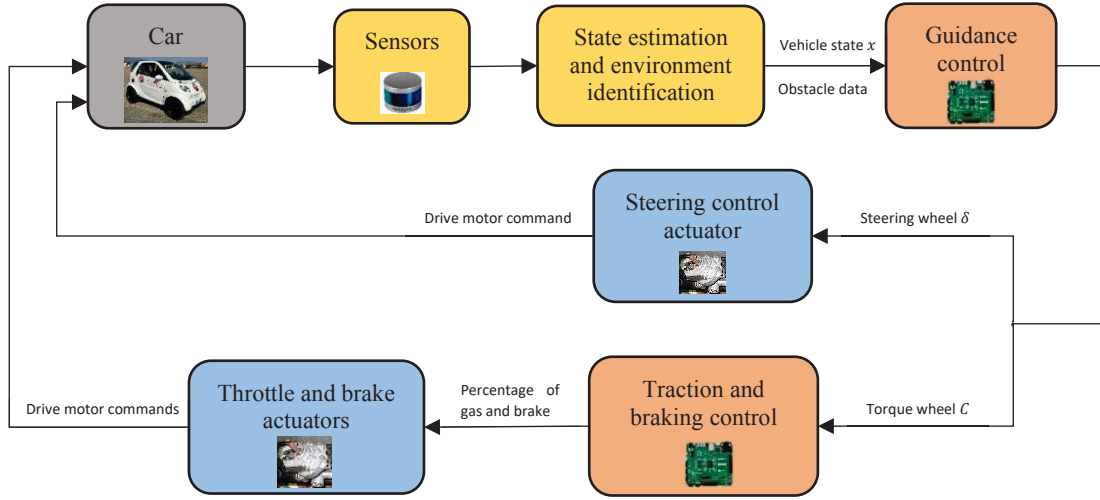 Car
Sensors
State estimation
and environment
identification
Vehicle state x
Obstacle data
Guidance
control
Drive motor command
Steering control
actuator
Steering wheel δ
Drive motor commands
Throttle and brake
actuators
Percentage of
gas and brake
Traction and
braking control
Torque wheel C